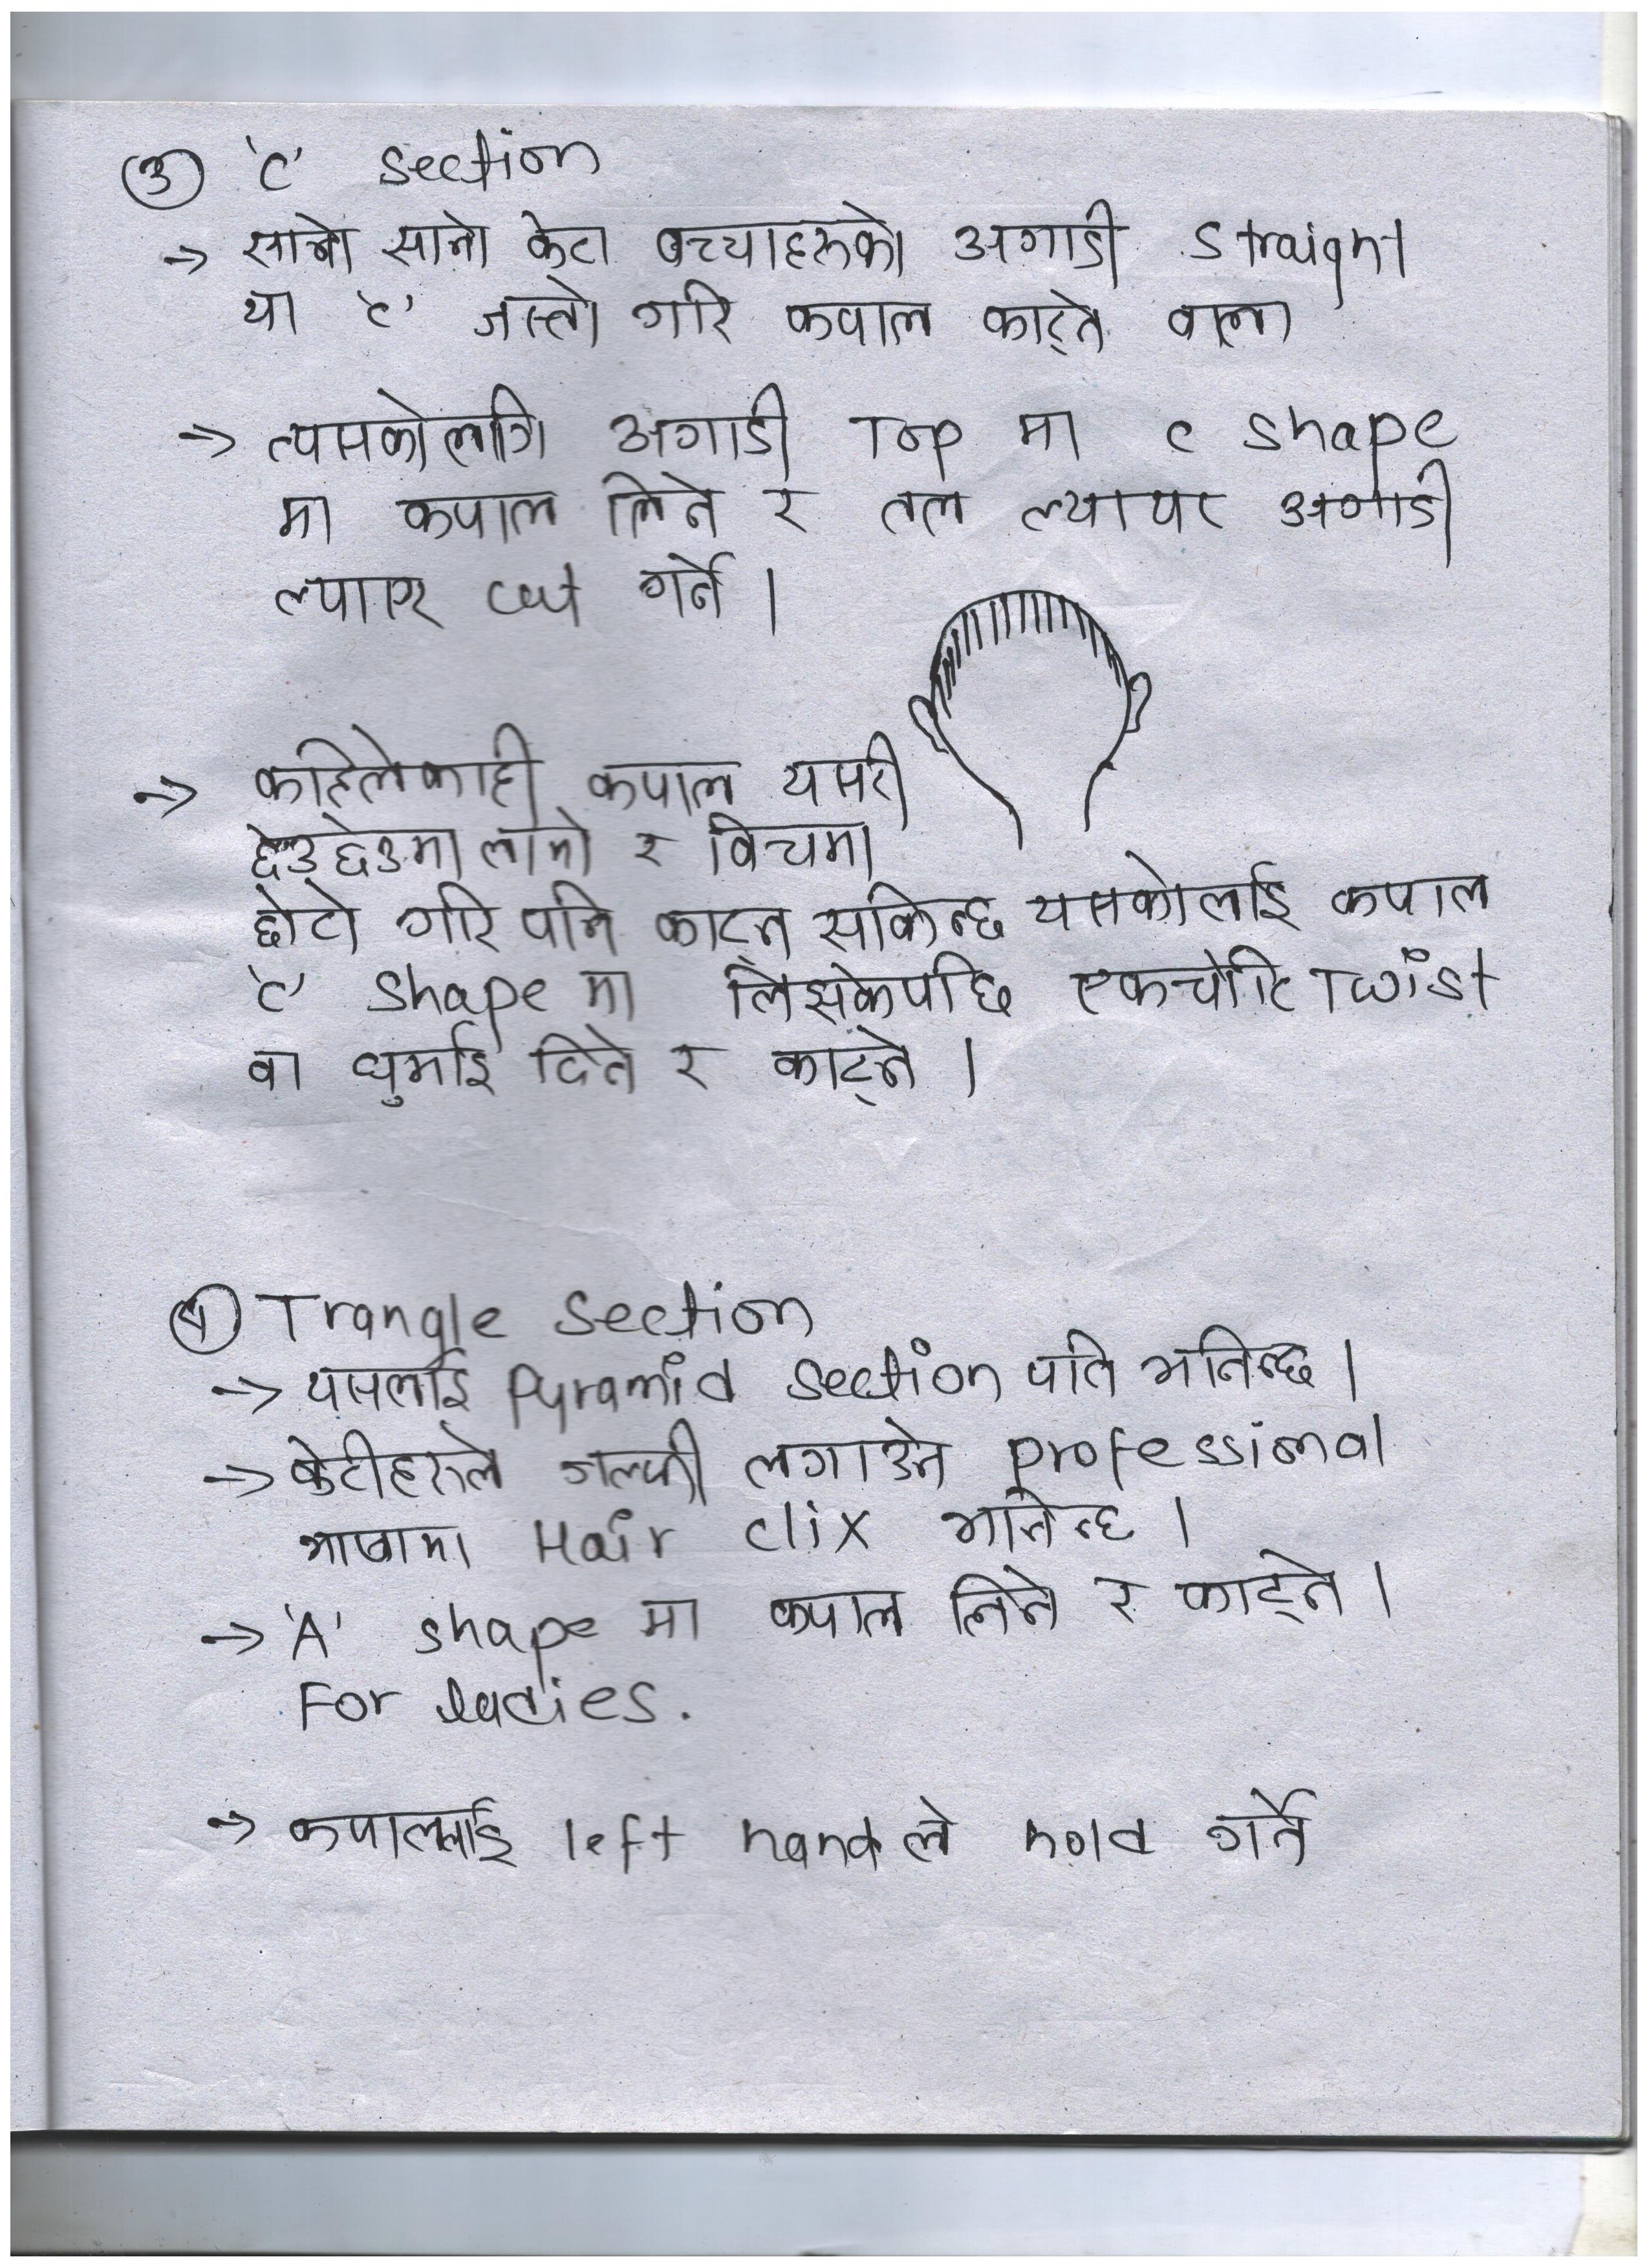 ③ 'C' section
→ सानो सानो केटा बच्चाहरुको अगाडी straight
या 'C' जस्तो गरि कपाल काट्ने वाला
→ त्यसकोलागि अगाडी Top मा C shape
मा कपाल लिने र तल ल्याएर अगाडी
ल्याएर cut गर्ने ।
→ कहिलेकाही कपाल यसरी
छेउछेउमा लामो र विचमा
छोटो गरि पनि काट्न सकिन्छ यसकोलाई कपाल
'C' shape मा लिइसकेपछि एकचोटि Twist
वा घुमाई दिने र काट्ने ।
④ Trangle section
→ यसलाई Pyramid section पनि भनिन्छ ।
→ केटीहरुले गल्फी लगाउने professional
भाषामा Hair clix भनिन्छ ।
→ 'A' shape मा कपाल लिने र काट्ने ।
For ladies.
→ कपाललाई left hand ले hold गर्ने